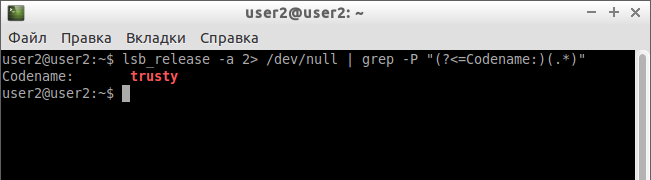 user2@user2: ~
Файл Правка Вкладки Справка
user2@user2:~$ lsb_release -a 2> /dev/null | grep -P "(?<=Codename:)(.*)"
Codename:       trusty
user2@user2:~$